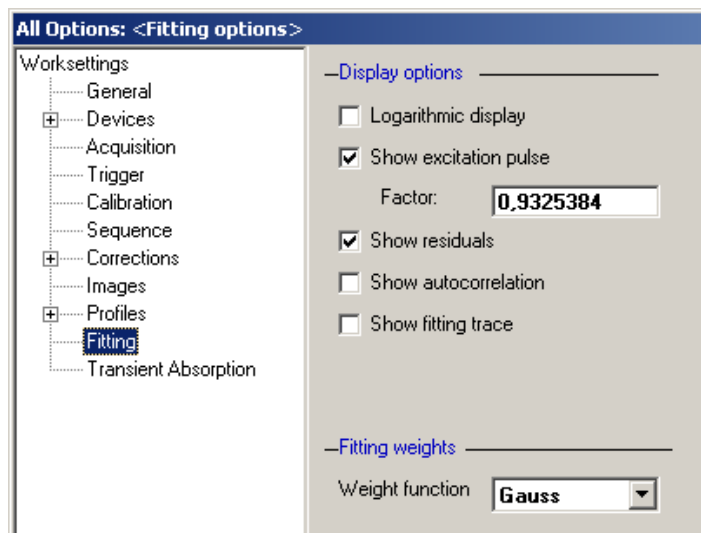 All Options: <Fitting options>
Worksettings
General
Devices
Acquisition
Trigger
Calibration
Sequence
Corrections
Images
Profiles
Fitting
Transient Absorption
Display options
Logarithmic display
Show excitation pulse
Factor: 0,9325384
Show residuals
Show autocorrelation
Show fitting trace
Fitting weights
Weight function Gauss